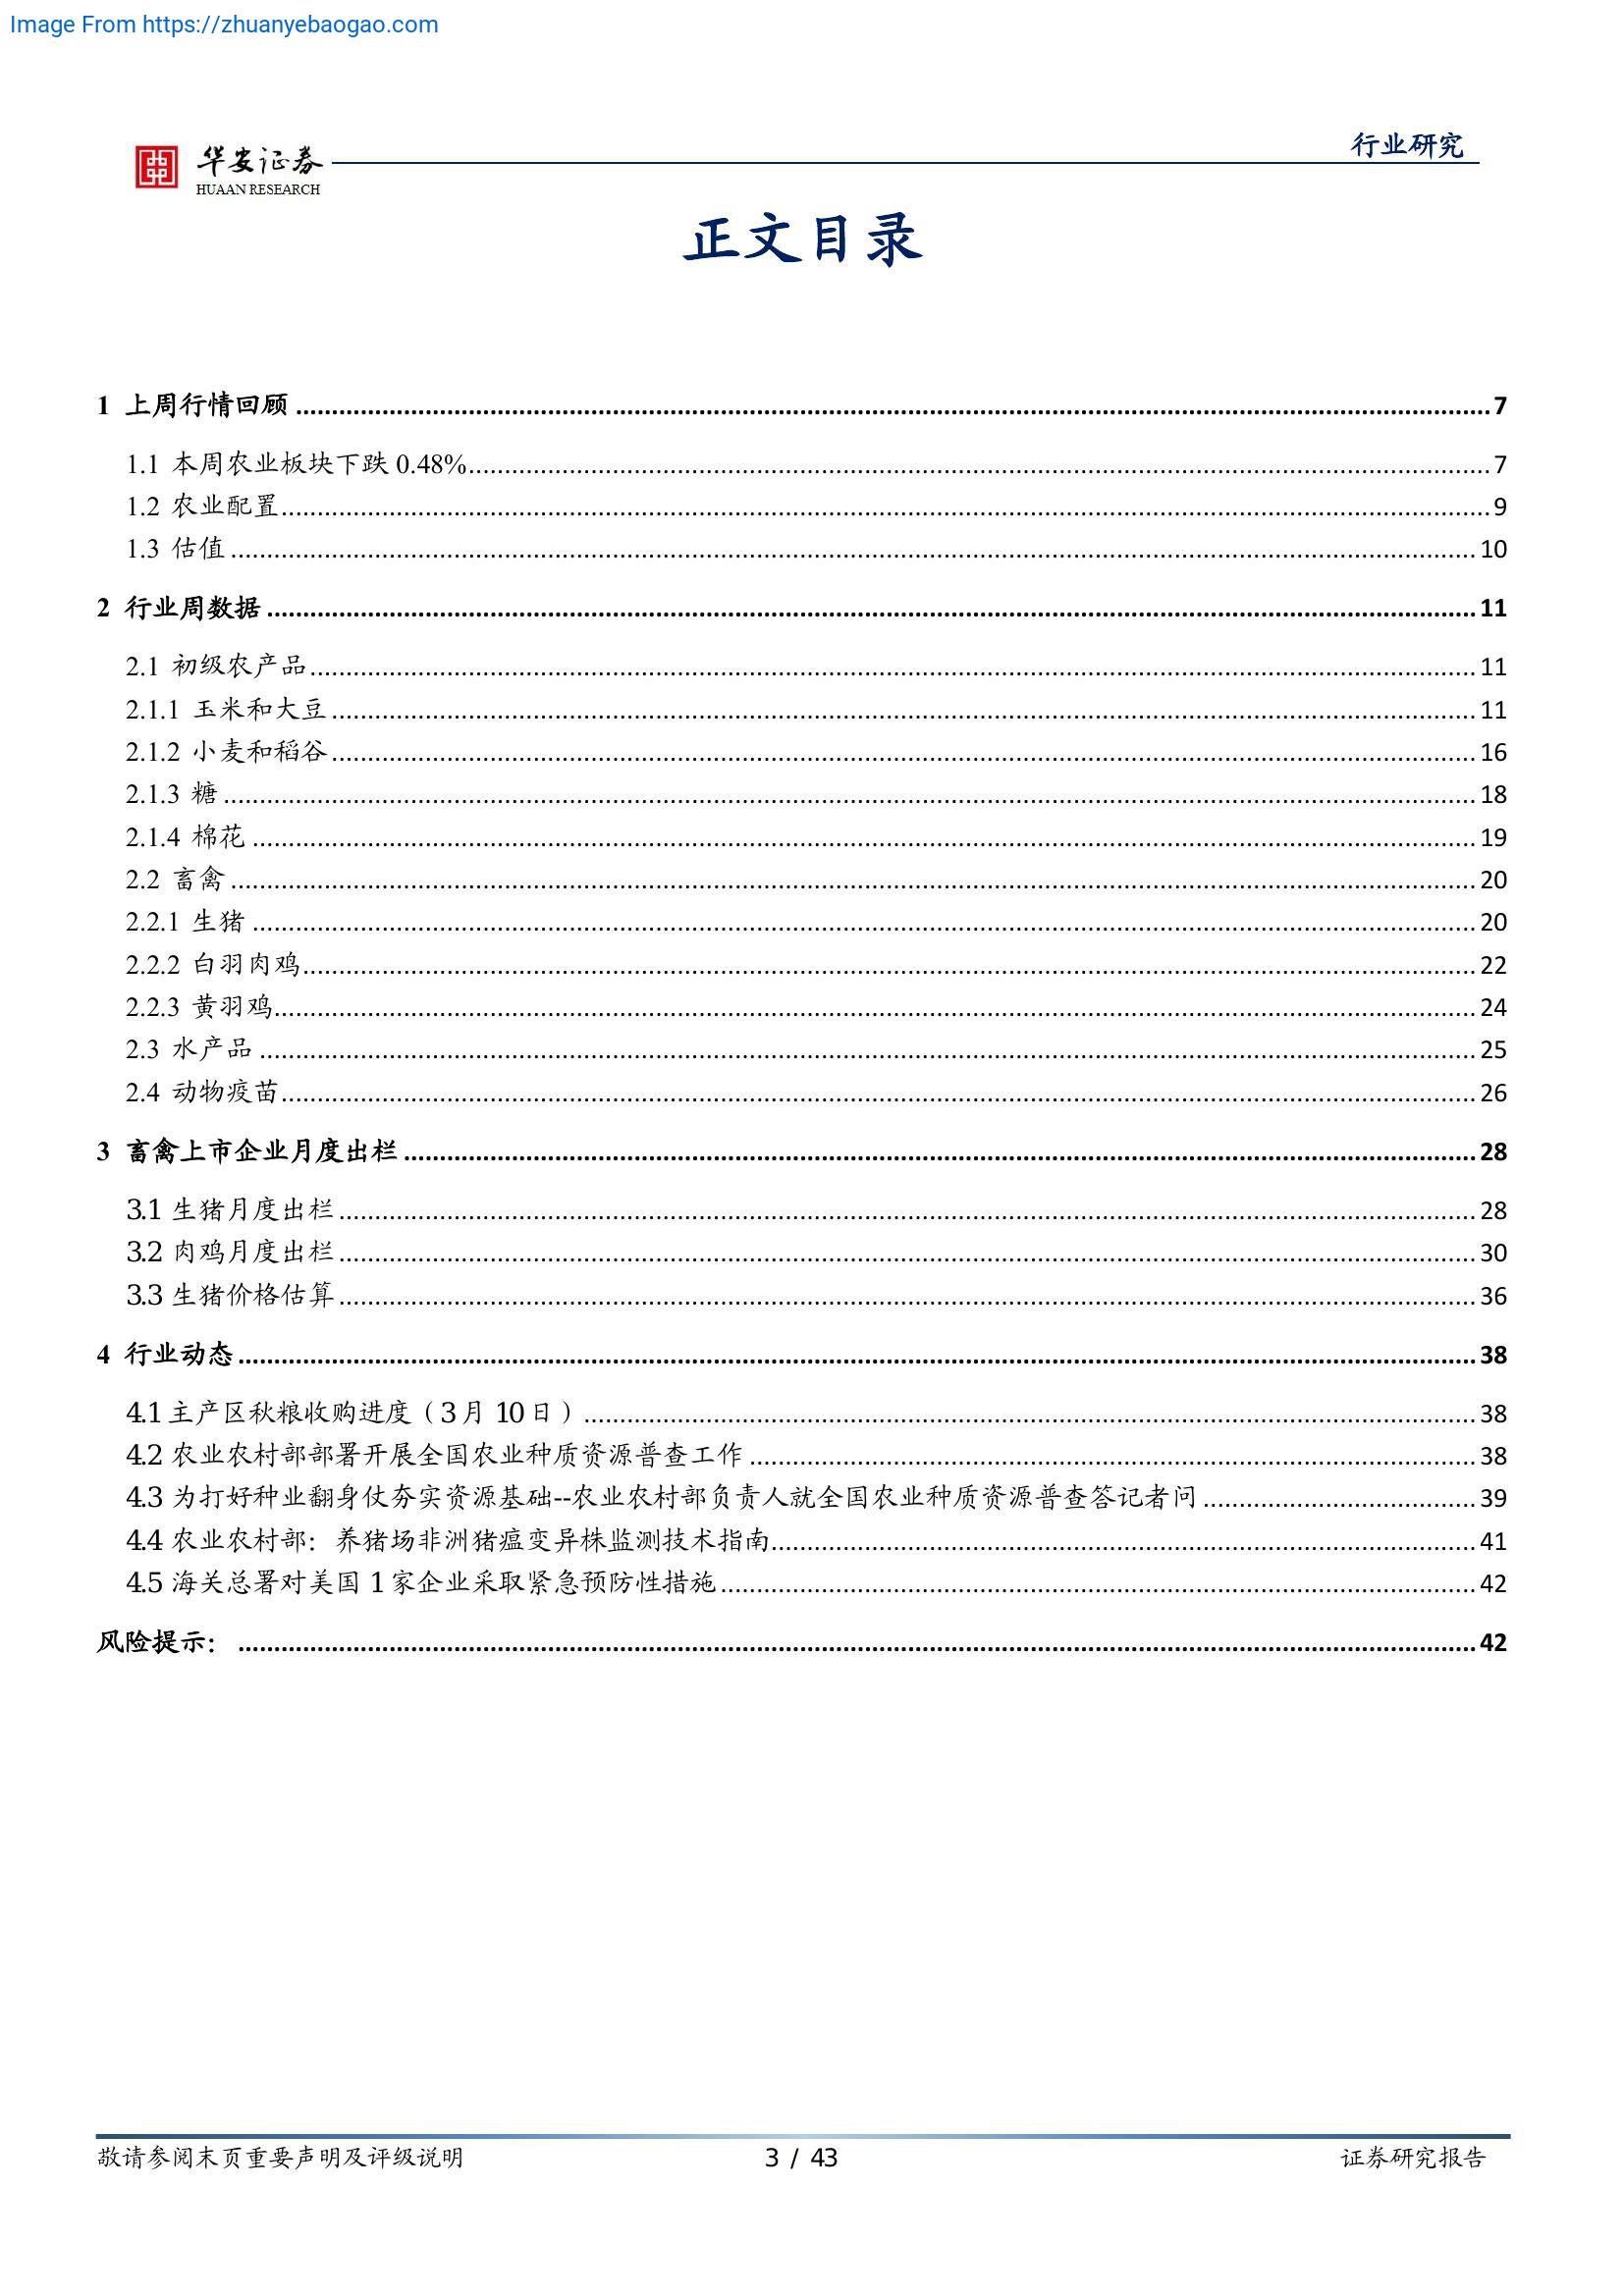 Image From https://zhuanyebaogao.com
华安证券
HUAAN RESEARCH
行业研究
正文目录
1 上周行情回顾 ........ 7
1.1 本周农业板块下跌 0.48% ........ 7
1.2 农业配置 ........ 9
1.3 估值 ........ 10
2 行业周数据 ........ 11
2.1 初级农产品 ........ 11
2.1.1 玉米和大豆 ........ 11
2.1.2 小麦和稻谷 ........ 16
2.1.3 糖 ........ 18
2.1.4 棉花 ........ 19
2.2 畜禽 ........ 20
2.2.1 生猪 ........ 20
2.2.2 白羽肉鸡 ........ 22
2.2.3 黄羽鸡 ........ 24
2.3 水产品 ........ 25
2.4 动物疫苗 ........ 26
3 畜禽上市企业月度出栏 ........ 28
3.1 生猪月度出栏 ........ 28
3.2 肉鸡月度出栏 ........ 30
3.3 生猪价格估算 ........ 36
4 行业动态 ........ 38
4.1 主产区秋粮收购进度（3 月 10 日） ........ 38
4.2 农业农村部部署开展全国农业种质资源普查工作 ........ 38
4.3 为打好种业翻身仗夯实资源基础--农业农村部负责人就全国农业种质资源普查答记者问 ........ 39
4.4 农业农村部：养猪场非洲猪瘟变异株监测技术指南 ........ 41
4.5 海关总署对美国 1 家企业采取紧急预防性措施 ........ 42
风险提示： ........ 42
敬请参阅末页重要声明及评级说明 3 / 43 证券研究报告